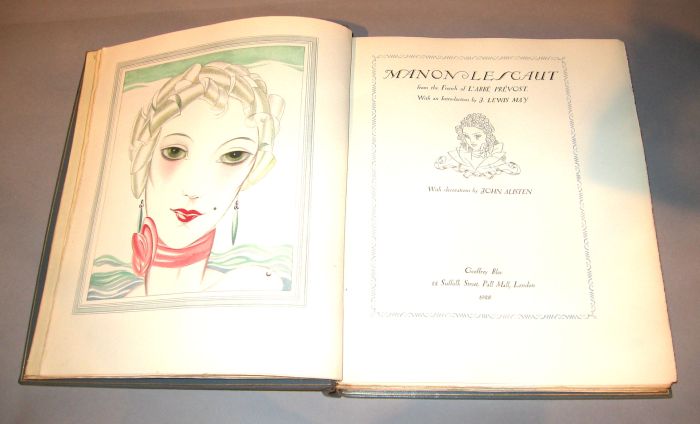 MANON LESCAUT
from the French of L'ABBÉ PRÉVOST.
With an Introduction by J. LEWIS MAY
With decorations by JOHN AUSTEN
Geoffrey Bles
22 Suffolk Street, Pall Mall, London
1928